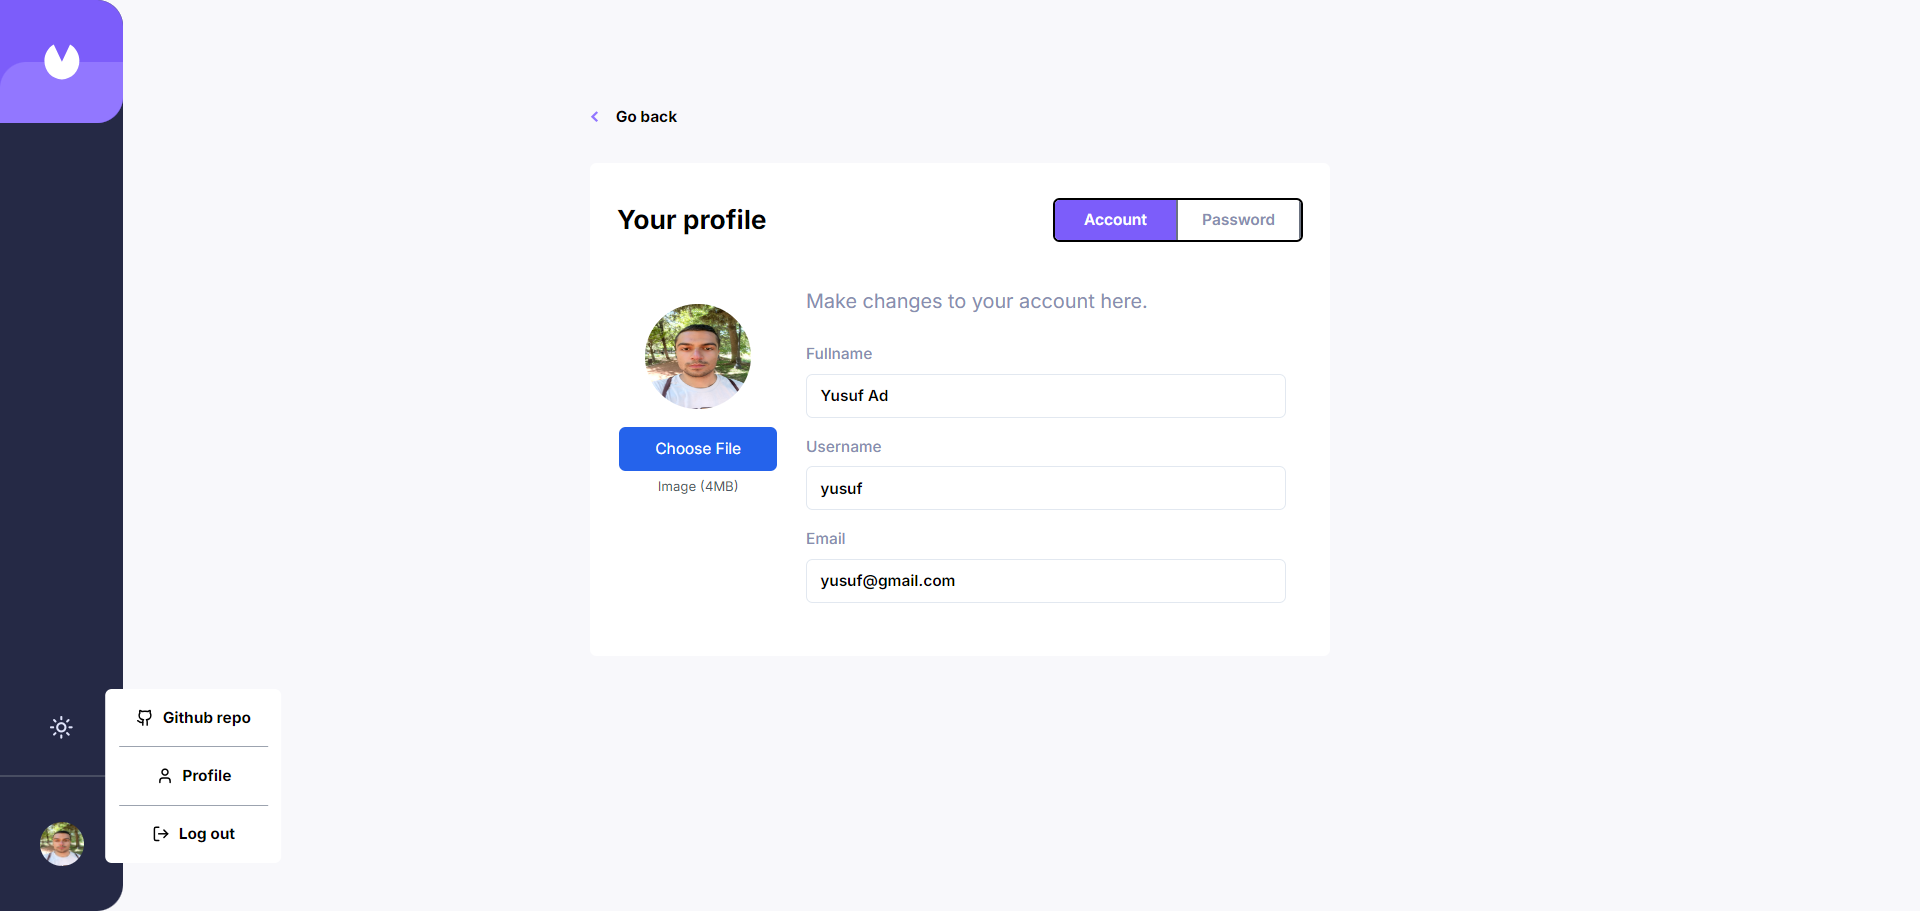 Go back
Your profile
Account
Password
Make changes to your account here.
Fullname
Yusuf Ad
Choose File
Image (4MB)
Username
yusuf
Email
yusuf@gmail.com
Github repo
Profile
Log out